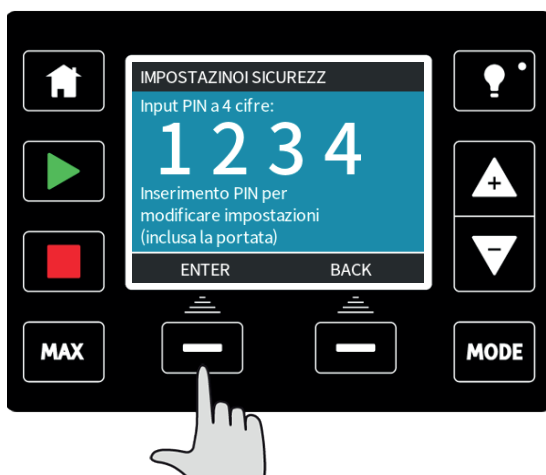 IMPOSTAZINOI SICUREZZ
Input PIN a 4 cifre:
1 2 3 4
Inserimento PIN per
modificare impostazioni
(inclusa la portata)
ENTER BACK
+
−
MAX
MODE